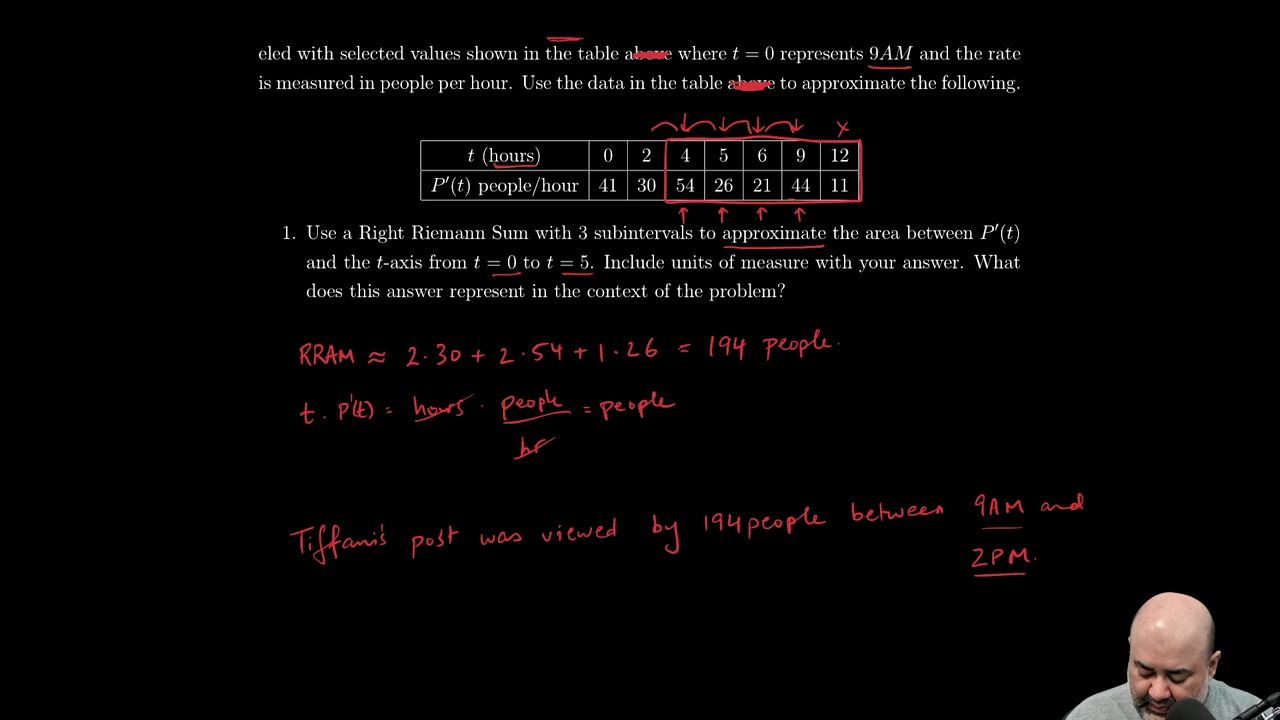 eled with selected values shown in the table above where t = 0 represents 9AM and the rate
is measured in people per hour. Use the data in the table above to approximate the following.
t (hours) 0 2 4 5 6 9 12
P′(t) people/hour 41 30 54 26 21 44 11
1. Use a Right Riemann Sum with 3 subintervals to approximate the area between P′(t)
and the t-axis from t = 0 to t = 5. Include units of measure with your answer. What
does this answer represent in the context of the problem?
RRAM ≈ 2·30 + 2·54 + 1·26 = 194 people.
t · P′(t) = hours · people/hr = people
Tiffani's post was viewed by 194 people between 9AM and
2PM.